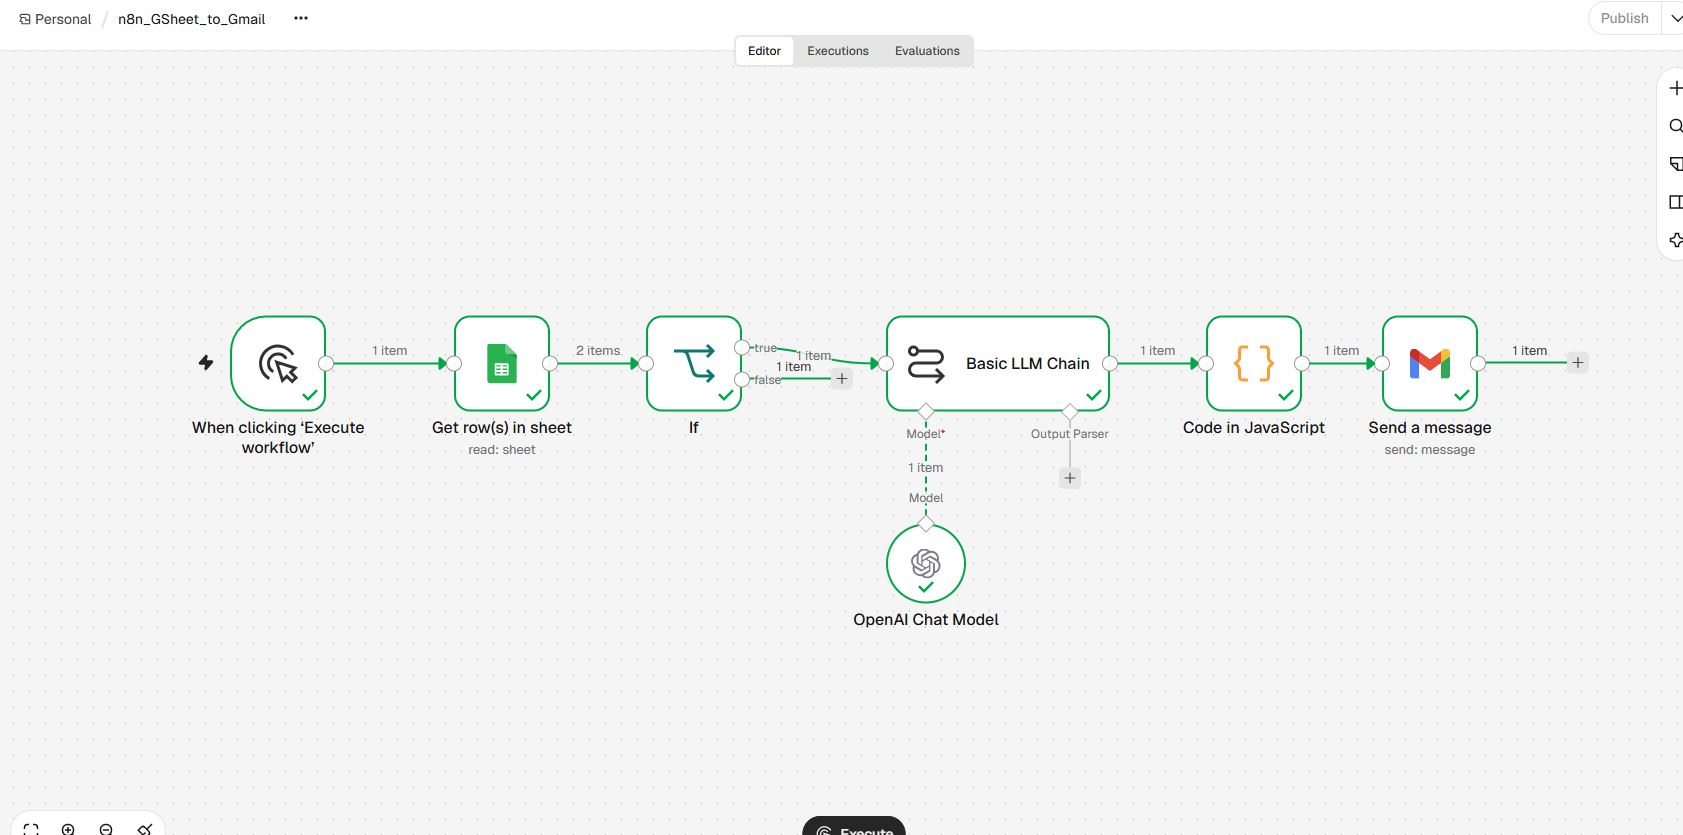 Personal / n8n_GSheet_to_Gmail ...
Publish
Editor Executions Evaluations
1 item
2 items
true
1 item
1 item
false
Basic LLM Chain
1 item
1 item
1 item
When clicking ‘Execute
workflow’
Get row(s) in sheet
read: sheet
If
Model*
Output Parser
1 item
Model
OpenAI Chat Model
Code in JavaScript
Send a message
send: message
Execute